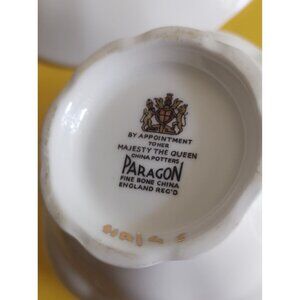 BY APPOINTMENT
TO HER
MAJESTY THE QUEEN
CHINA POTTERS
PARAGON
FINE BONE CHINA
ENGLAND REG'D